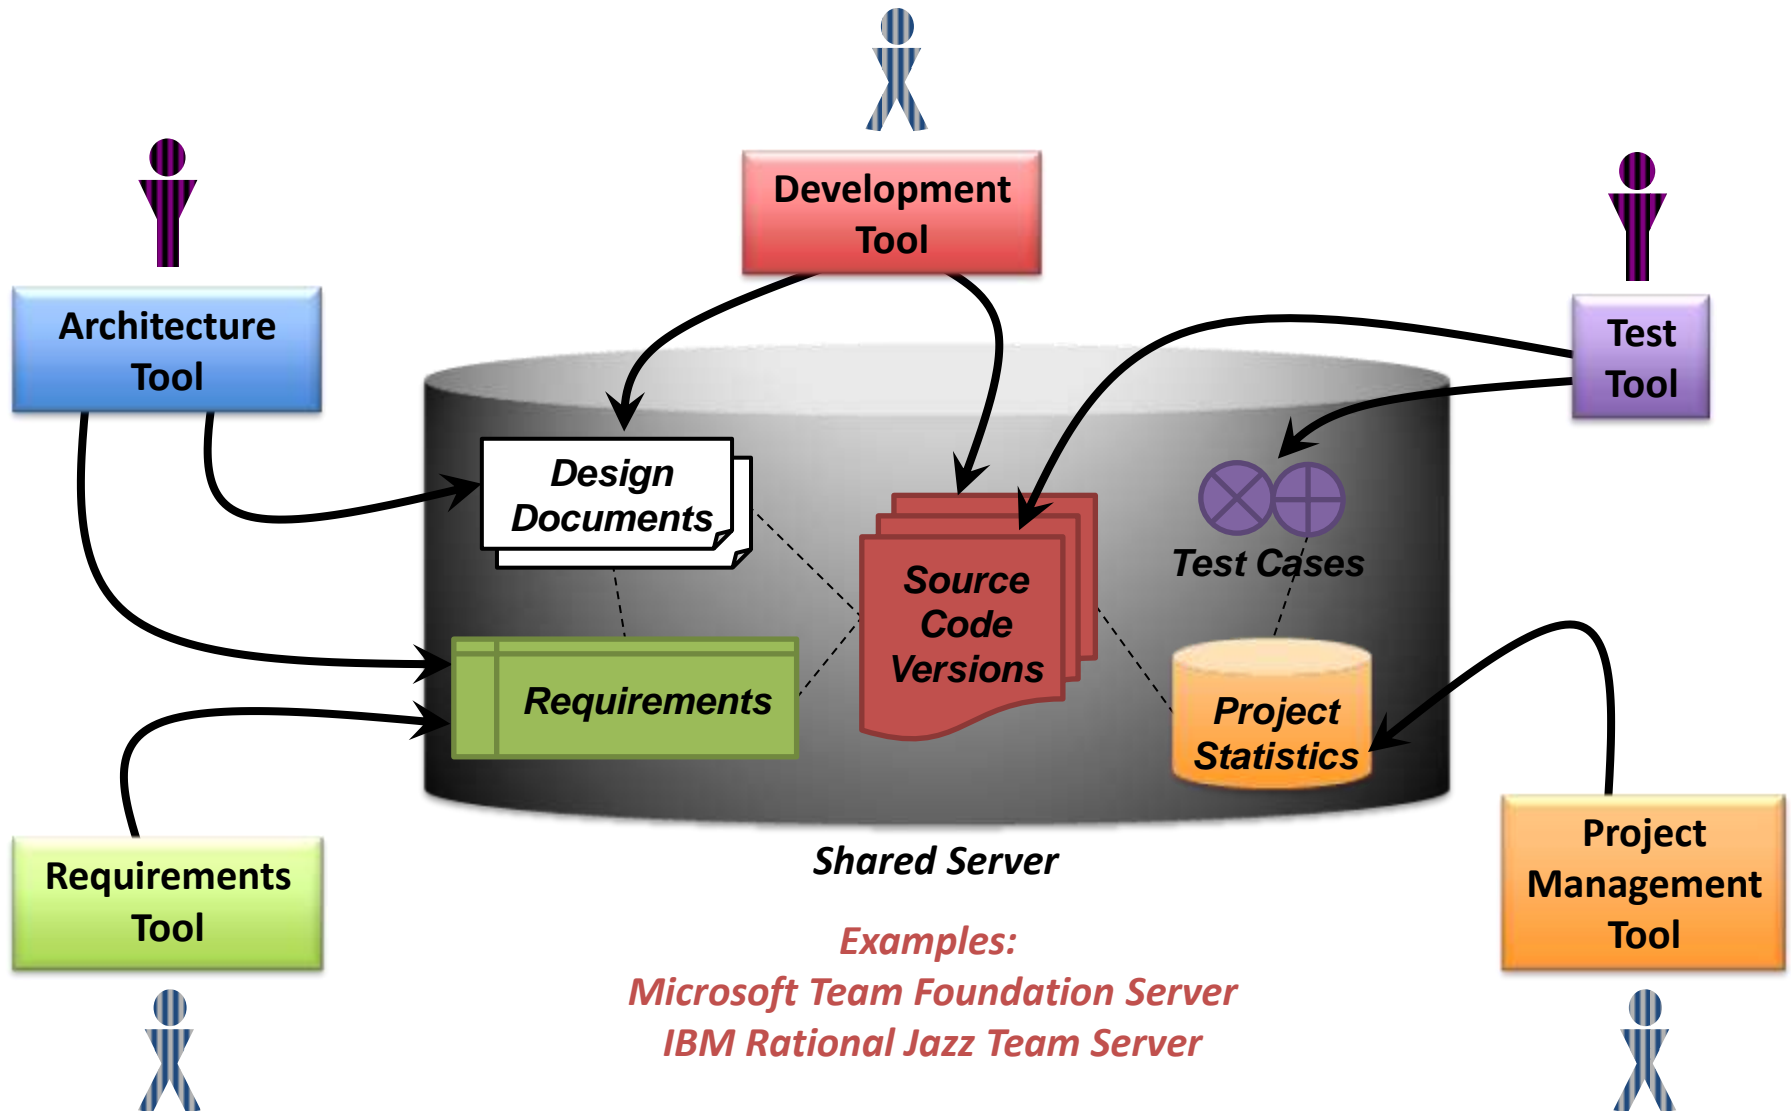 Development
Tool
Architecture
Tool
Test
Tool
Design
Documents
Source
Code
Versions
Test Cases
Requirements
Project
Statistics
Shared Server
Requirements
Tool
Project
Management
Tool
Examples:
Microsoft Team Foundation Server
IBM Rational Jazz Team Server